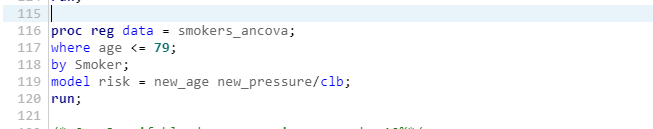 115
116 proc reg data = smokers_ancova;
117 where age <= 79;
118 by Smoker;
119 model risk = new_age new_pressure/clb;
120 run;
121